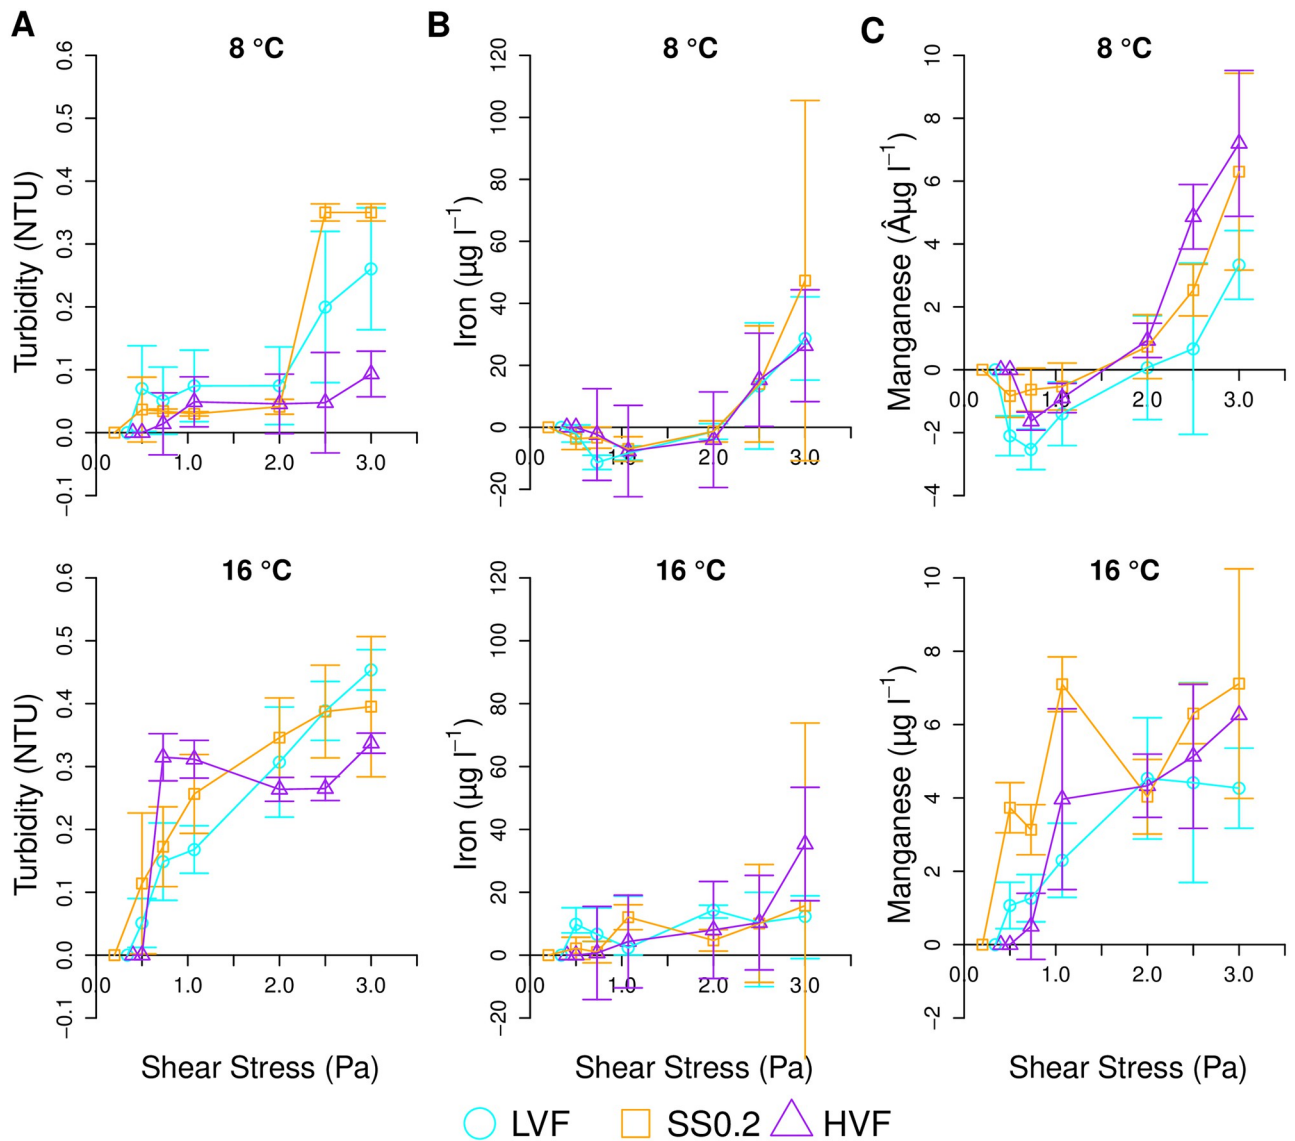 A
B
C
8 °C
8 °C
8 °C
Turbidity (NTU)
−0.1 0.0 0.1 0.2 0.3 0.4 0.5 0.6
0.0 1.0 2.0 3.0
Iron (µg l−1)
−20 0 20 40 60 80 100 120
0.0 1.0 2.0 3.0
Manganese (Âµg l−1)
−4 −2 0 2 4 6 8 10
0.0 1.0 2.0 3.0
16 °C
16 °C
16 °C
Turbidity (NTU)
−0.1 0.0 0.1 0.2 0.3 0.4 0.5 0.6
0.0 1.0 2.0 3.0
Iron (µg l−1)
−20 0 20 40 60 80 100 120
0.0 1.0 2.0 3.0
Manganese (µg l−1)
−2 0 2 4 6 8 10
0.0 1.0 2.0 3.0
Shear Stress (Pa)
Shear Stress (Pa)
Shear Stress (Pa)
LVF SS0.2 HVF